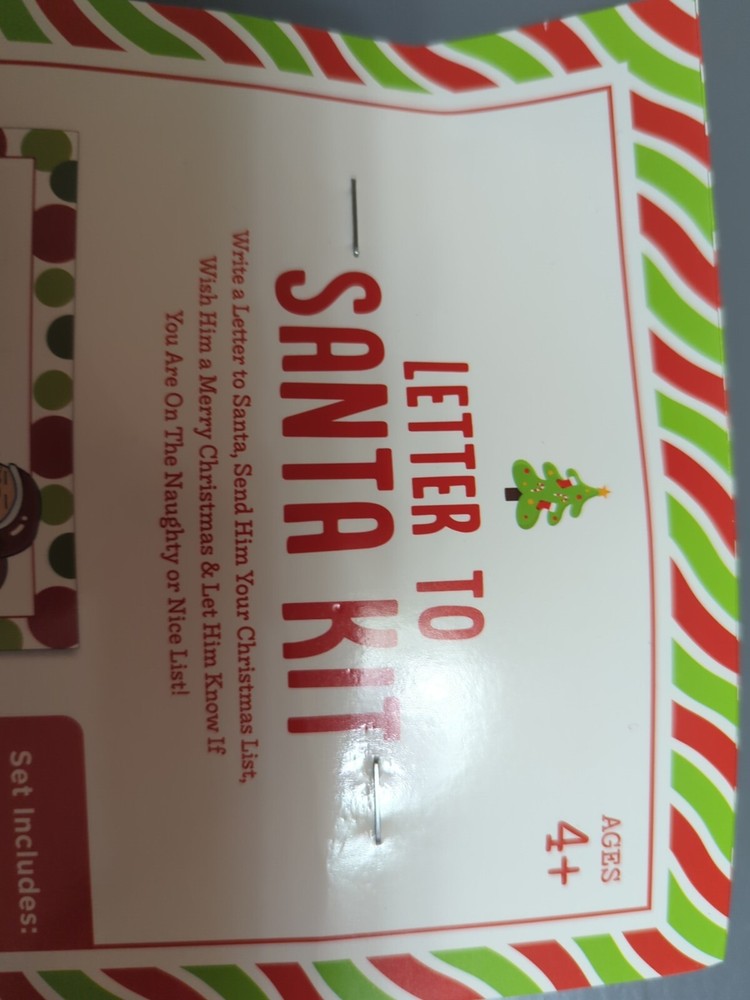 AGES
4+
LETTER TO
SANTA KIT
Write a Letter to Santa, Send Him Your Christmas List,
Wish Him a Merry Christmas & Let Him Know If
You Are On The Naughty or Nice List!
Set Includes: